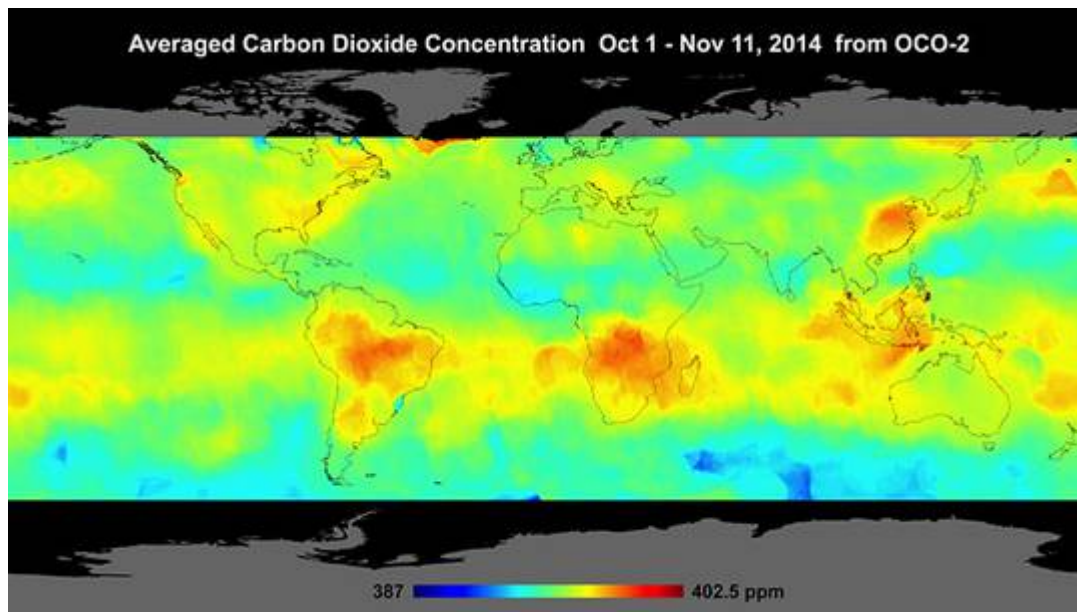 Averaged Carbon Dioxide Concentration Oct 1 - Nov 11, 2014 from OCO-2
387 402.5 ppm